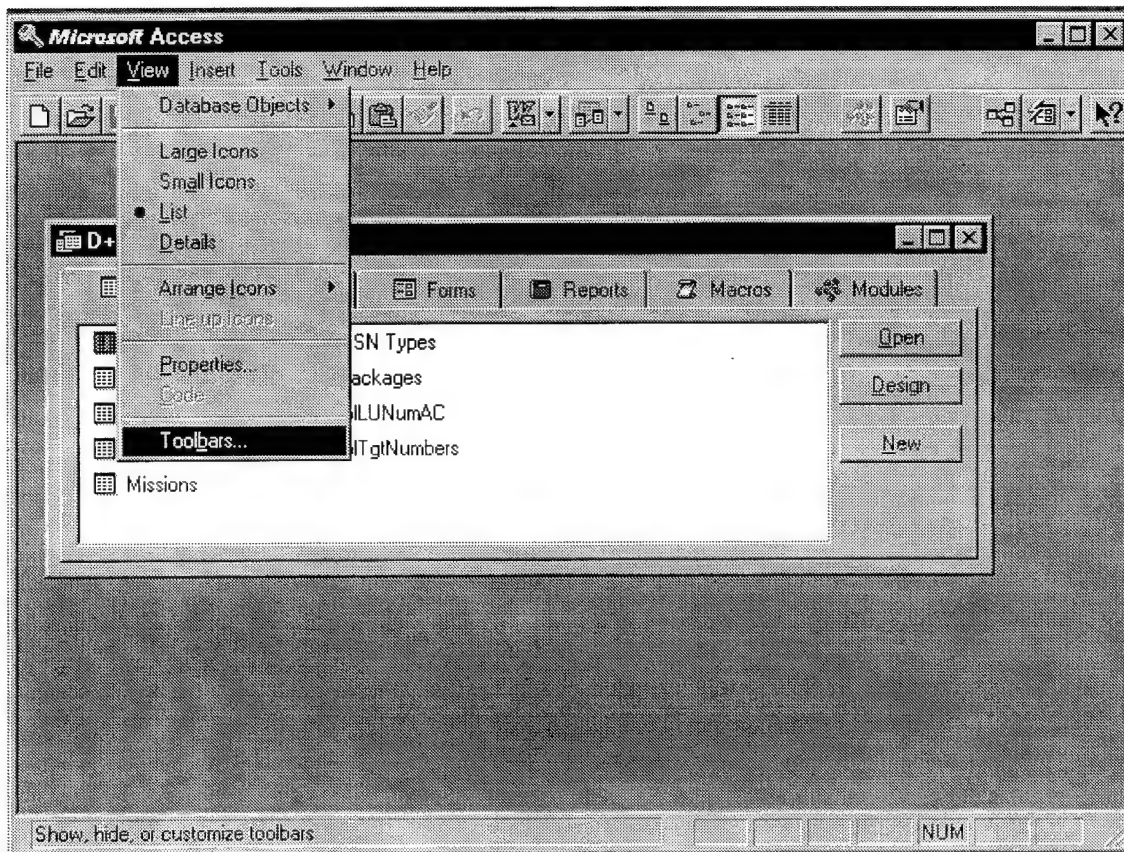 Microsoft Access
File Edit View Insert Tools Window Help
Database Objects
Large Icons
Small Icons
List
Details
Arrange Icons
Line up Icons
Properties...
Code
Toolbars...
D+
Forms Reports Macros Modules
SN Types
ackages
lLUNumAC
lTgtNumbers
Missions
Open
Design
New
Show, hide, or customize toolbars NUM